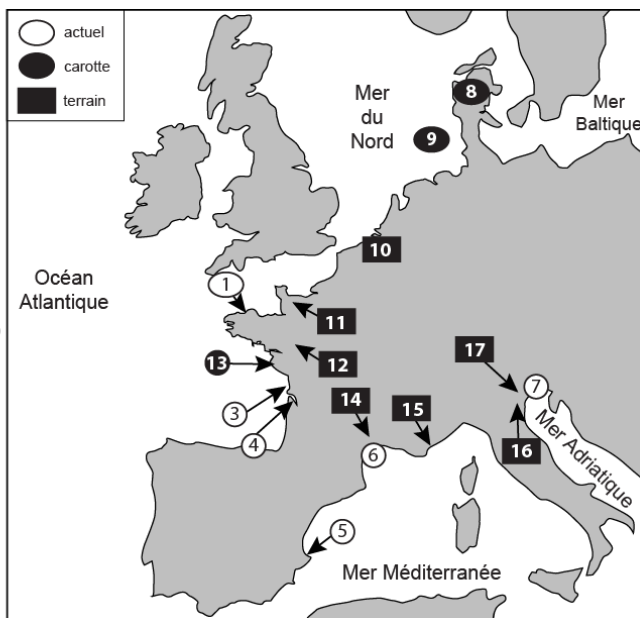 actuel
carotte
terrain
Mer
du
Nord
8
9
Mer
Baltique
10
Océan
Atlantique
1
11
12
13
17
7
3
14
15
4
6
16
Mer Adriatique
5
Mer Méditerranée